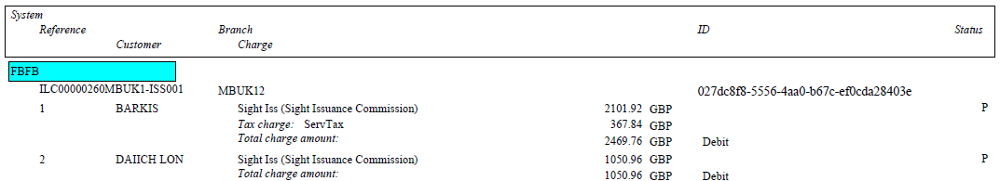 System
Reference Branch ID Status
Customer Charge
FBFB
ILC00000260MBUK1-ISS001 MBUK12 027dc8f8-5556-4aa0-b67c-ef0cda28403e
1 BARKIS Sight Iss (Sight Issuance Commission) 2101.92 GBP P
Tax charge: ServTax 367.84 GBP
Total charge amount: 2469.76 GBP Debit
2 DAIICH LON Sight Iss (Sight Issuance Commission) 1050.96 GBP P
Total charge amount: 1050.96 GBP Debit